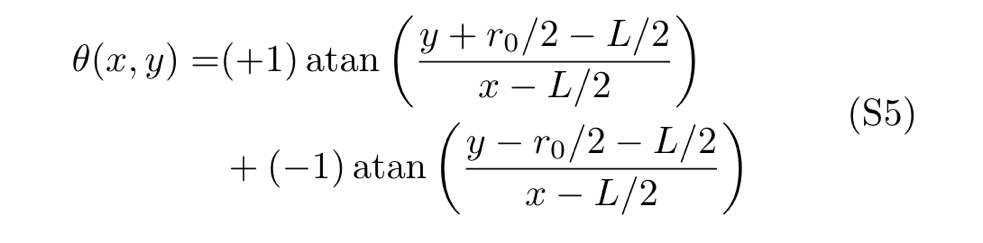 θ(x, y) =(+1) atan ( (y + r₀/2 − L/2) / (x − L/2) )
+ (−1) atan ( (y − r₀/2 − L/2) / (x − L/2) )
(S5)